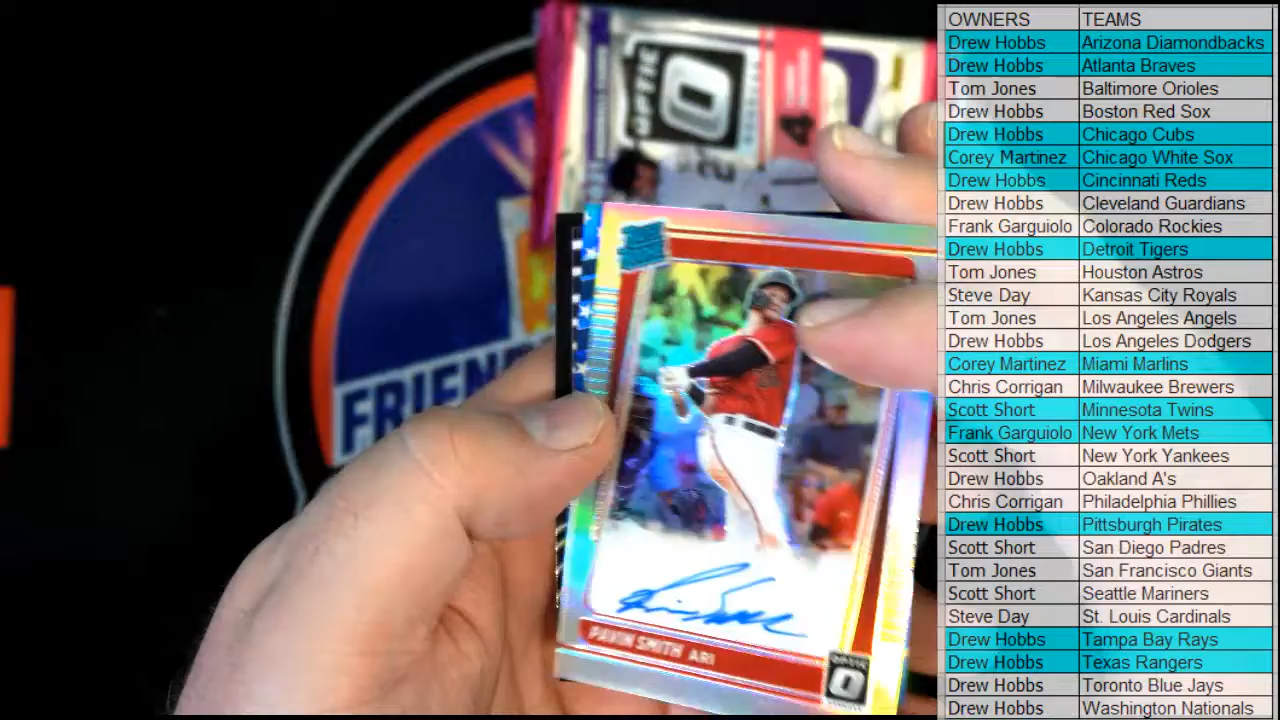 OWNERS TEAMS
Drew Hobbs Arizona Diamondbacks
Drew Hobbs Atlanta Braves
Tom Jones Baltimore Orioles
Drew Hobbs Boston Red Sox
Drew Hobbs Chicago Cubs
Corey Martinez Chicago White Sox
Drew Hobbs Cincinnati Reds
Drew Hobbs Cleveland Guardians
Frank Garguiolo Colorado Rockies
Drew Hobbs Detroit Tigers
Tom Jones Houston Astros
Steve Day Kansas City Royals
Tom Jones Los Angeles Angels
Drew Hobbs Los Angeles Dodgers
Corey Martinez Miami Marlins
Chris Corrigan Milwaukee Brewers
Scott Short Minnesota Twins
Frank Garguiolo New York Mets
Scott Short New York Yankees
Drew Hobbs Oakland A's
Chris Corrigan Philadelphia Phillies
Drew Hobbs Pittsburgh Pirates
Scott Short San Diego Padres
Tom Jones San Francisco Giants
Scott Short Seattle Mariners
Steve Day St. Louis Cardinals
Drew Hobbs Tampa Bay Rays
Drew Hobbs Texas Rangers
Drew Hobbs Toronto Blue Jays
Drew Hobbs Washington Nationals
OPTIC
4
FRIEN
PAVIN SMITH ARI
OPTIC